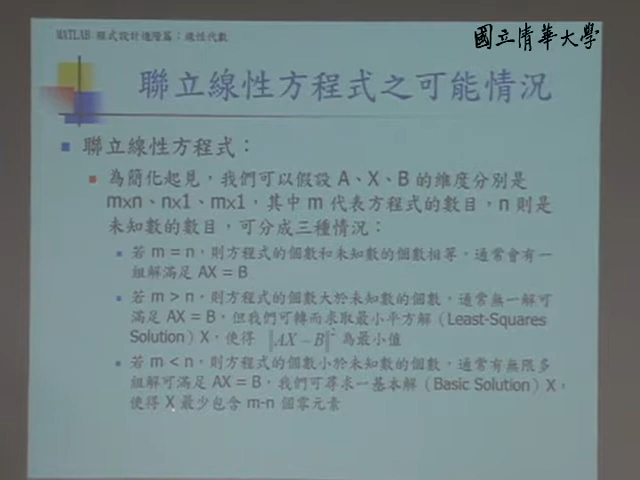 MATLAB 程式設計進階篇：線性代數
國立清華大學
聯立線性方程式之可能情況
聯立線性方程式：
為簡化起見，我們可以假設 A、X、B 的維度分別是
mxn、nx1、mx1，其中 m 代表方程式的數目，n 則是
未知數的數目，可分成三種情況：
若 m = n，則方程式的個數和未知數的個數相等，通常會有一
組解滿足 AX = B
若 m > n，則方程式的個數大於未知數的個數，通常無一解可
滿足 AX = B，但我們可轉而求取最小平方解（Least-Squares
Solution）X，使得 ||AX－B||² 為最小值
若 m < n，則方程式的個數小於未知數的個數，通常有無限多
組解可滿足 AX = B，我們可尋求一基本解（Basic Solution）X，
使得 X 最少包含 m-n 個零元素